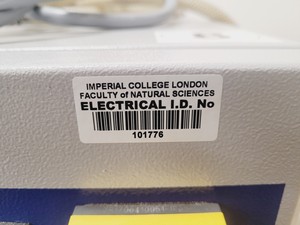 IMPERIAL COLLEGE LONDON
FACULTY of NATURAL SCIENCES
ELECTRICAL I.D. No
101776